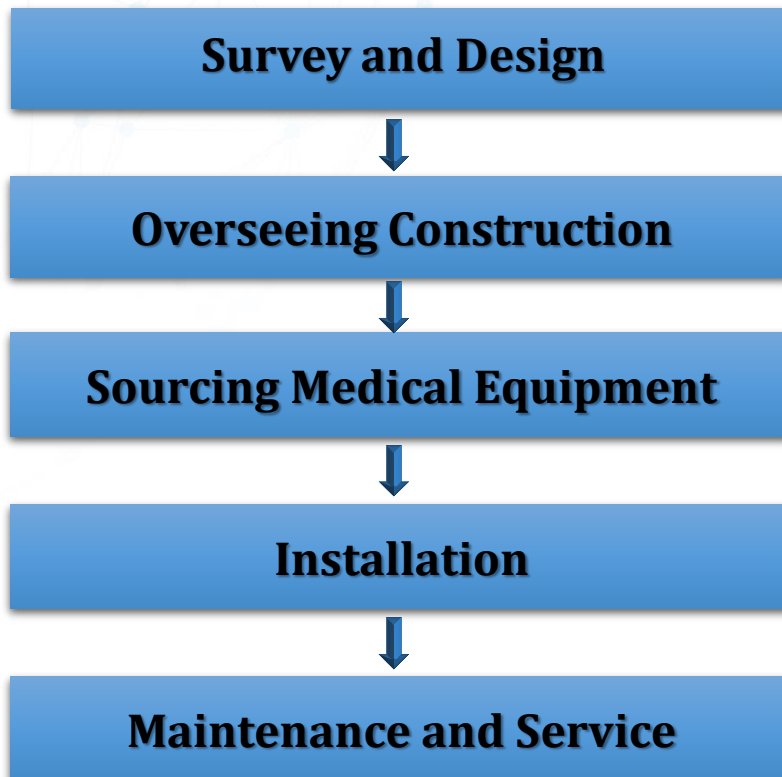 Survey and Design
Overseeing Construction
Sourcing Medical Equipment
Installation
Maintenance and Service